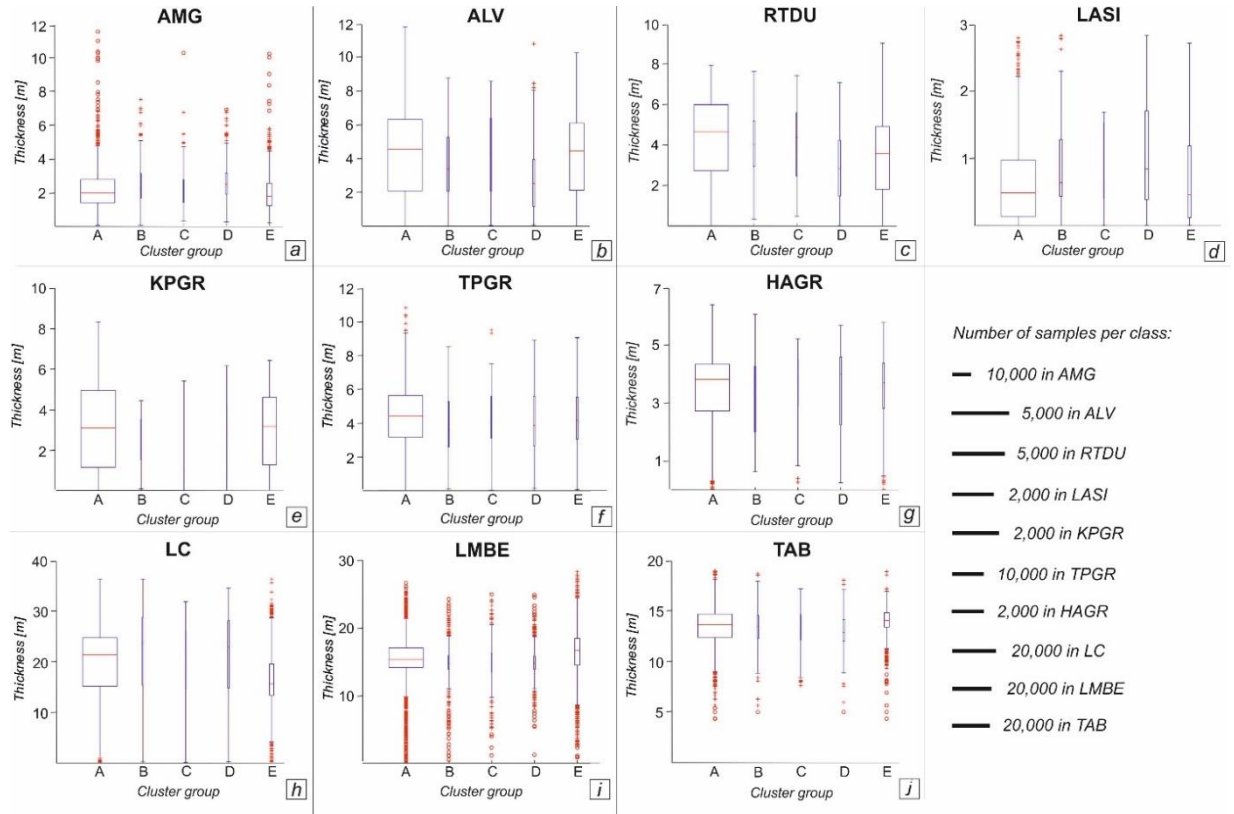 AMG
Thickness [m]
12
10
8
6
4
2
A B C D E
Cluster group
a
ALV
Thickness [m]
12
10
8
6
4
2
A B C D E
Cluster group
b
RTDU
Thickness [m]
10
8
6
4
2
A B C D E
Cluster group
c
LASI
Thickness [m]
3
2
1
A B C D E
Cluster group
d
KPGR
Thickness [m]
10
8
6
4
2
A B C D E
Cluster group
e
TPGR
Thickness [m]
12
10
8
6
4
2
A B C D E
Cluster group
f
HAGR
Thickness [m]
7
5
3
1
A B C D E
Cluster group
g
Number of samples per class:
10,000 in AMG
5,000 in ALV
5,000 in RTDU
2,000 in LASI
2,000 in KPGR
10,000 in TPGR
2,000 in HAGR
20,000 in LC
20,000 in LMBE
20,000 in TAB
LC
Thickness [m]
40
30
20
10
A B C D E
Cluster group
h
LMBE
Thickness [m]
30
20
10
A B C D E
Cluster group
i
TAB
Thickness [m]
20
15
10
5
A B C D E
Cluster group
j